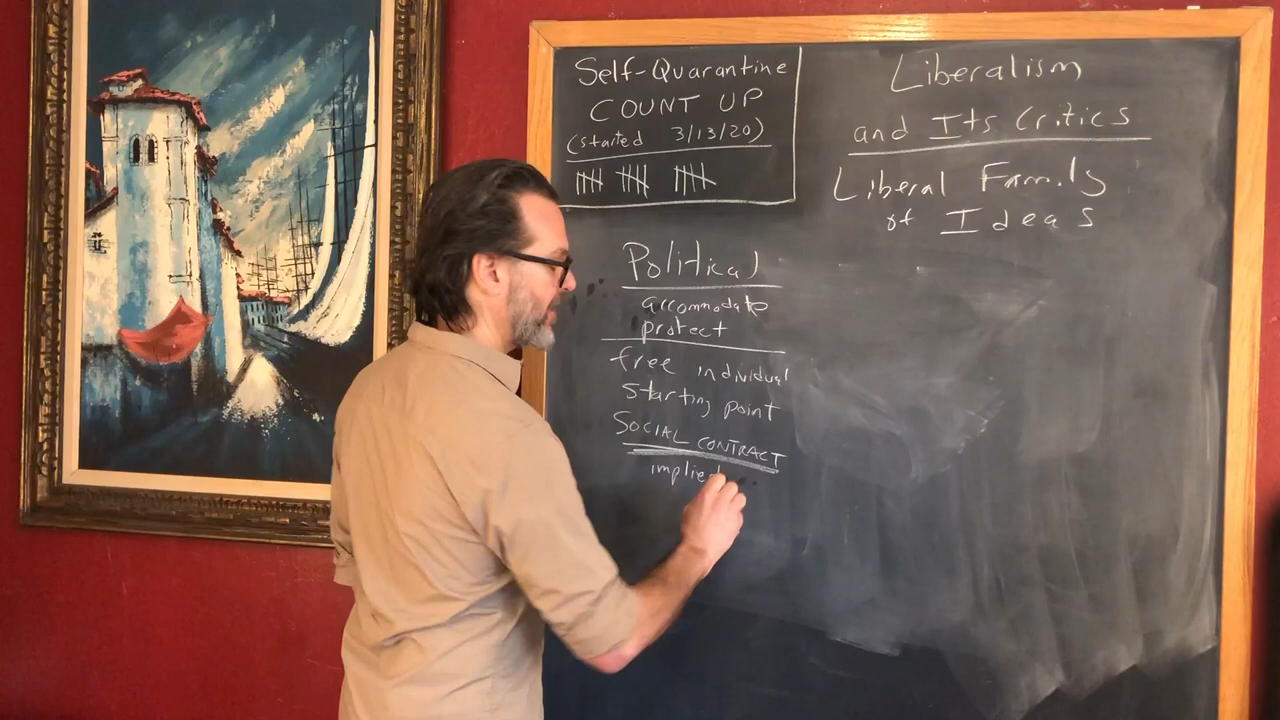 Self-Quarantine
COUNT UP
(started 3/13/20)
Liberalism
and Its Critics
Liberal Family
of Ideas
Political
accommodate
protect
free individual
starting point
SOCIAL CONTRACT
implied